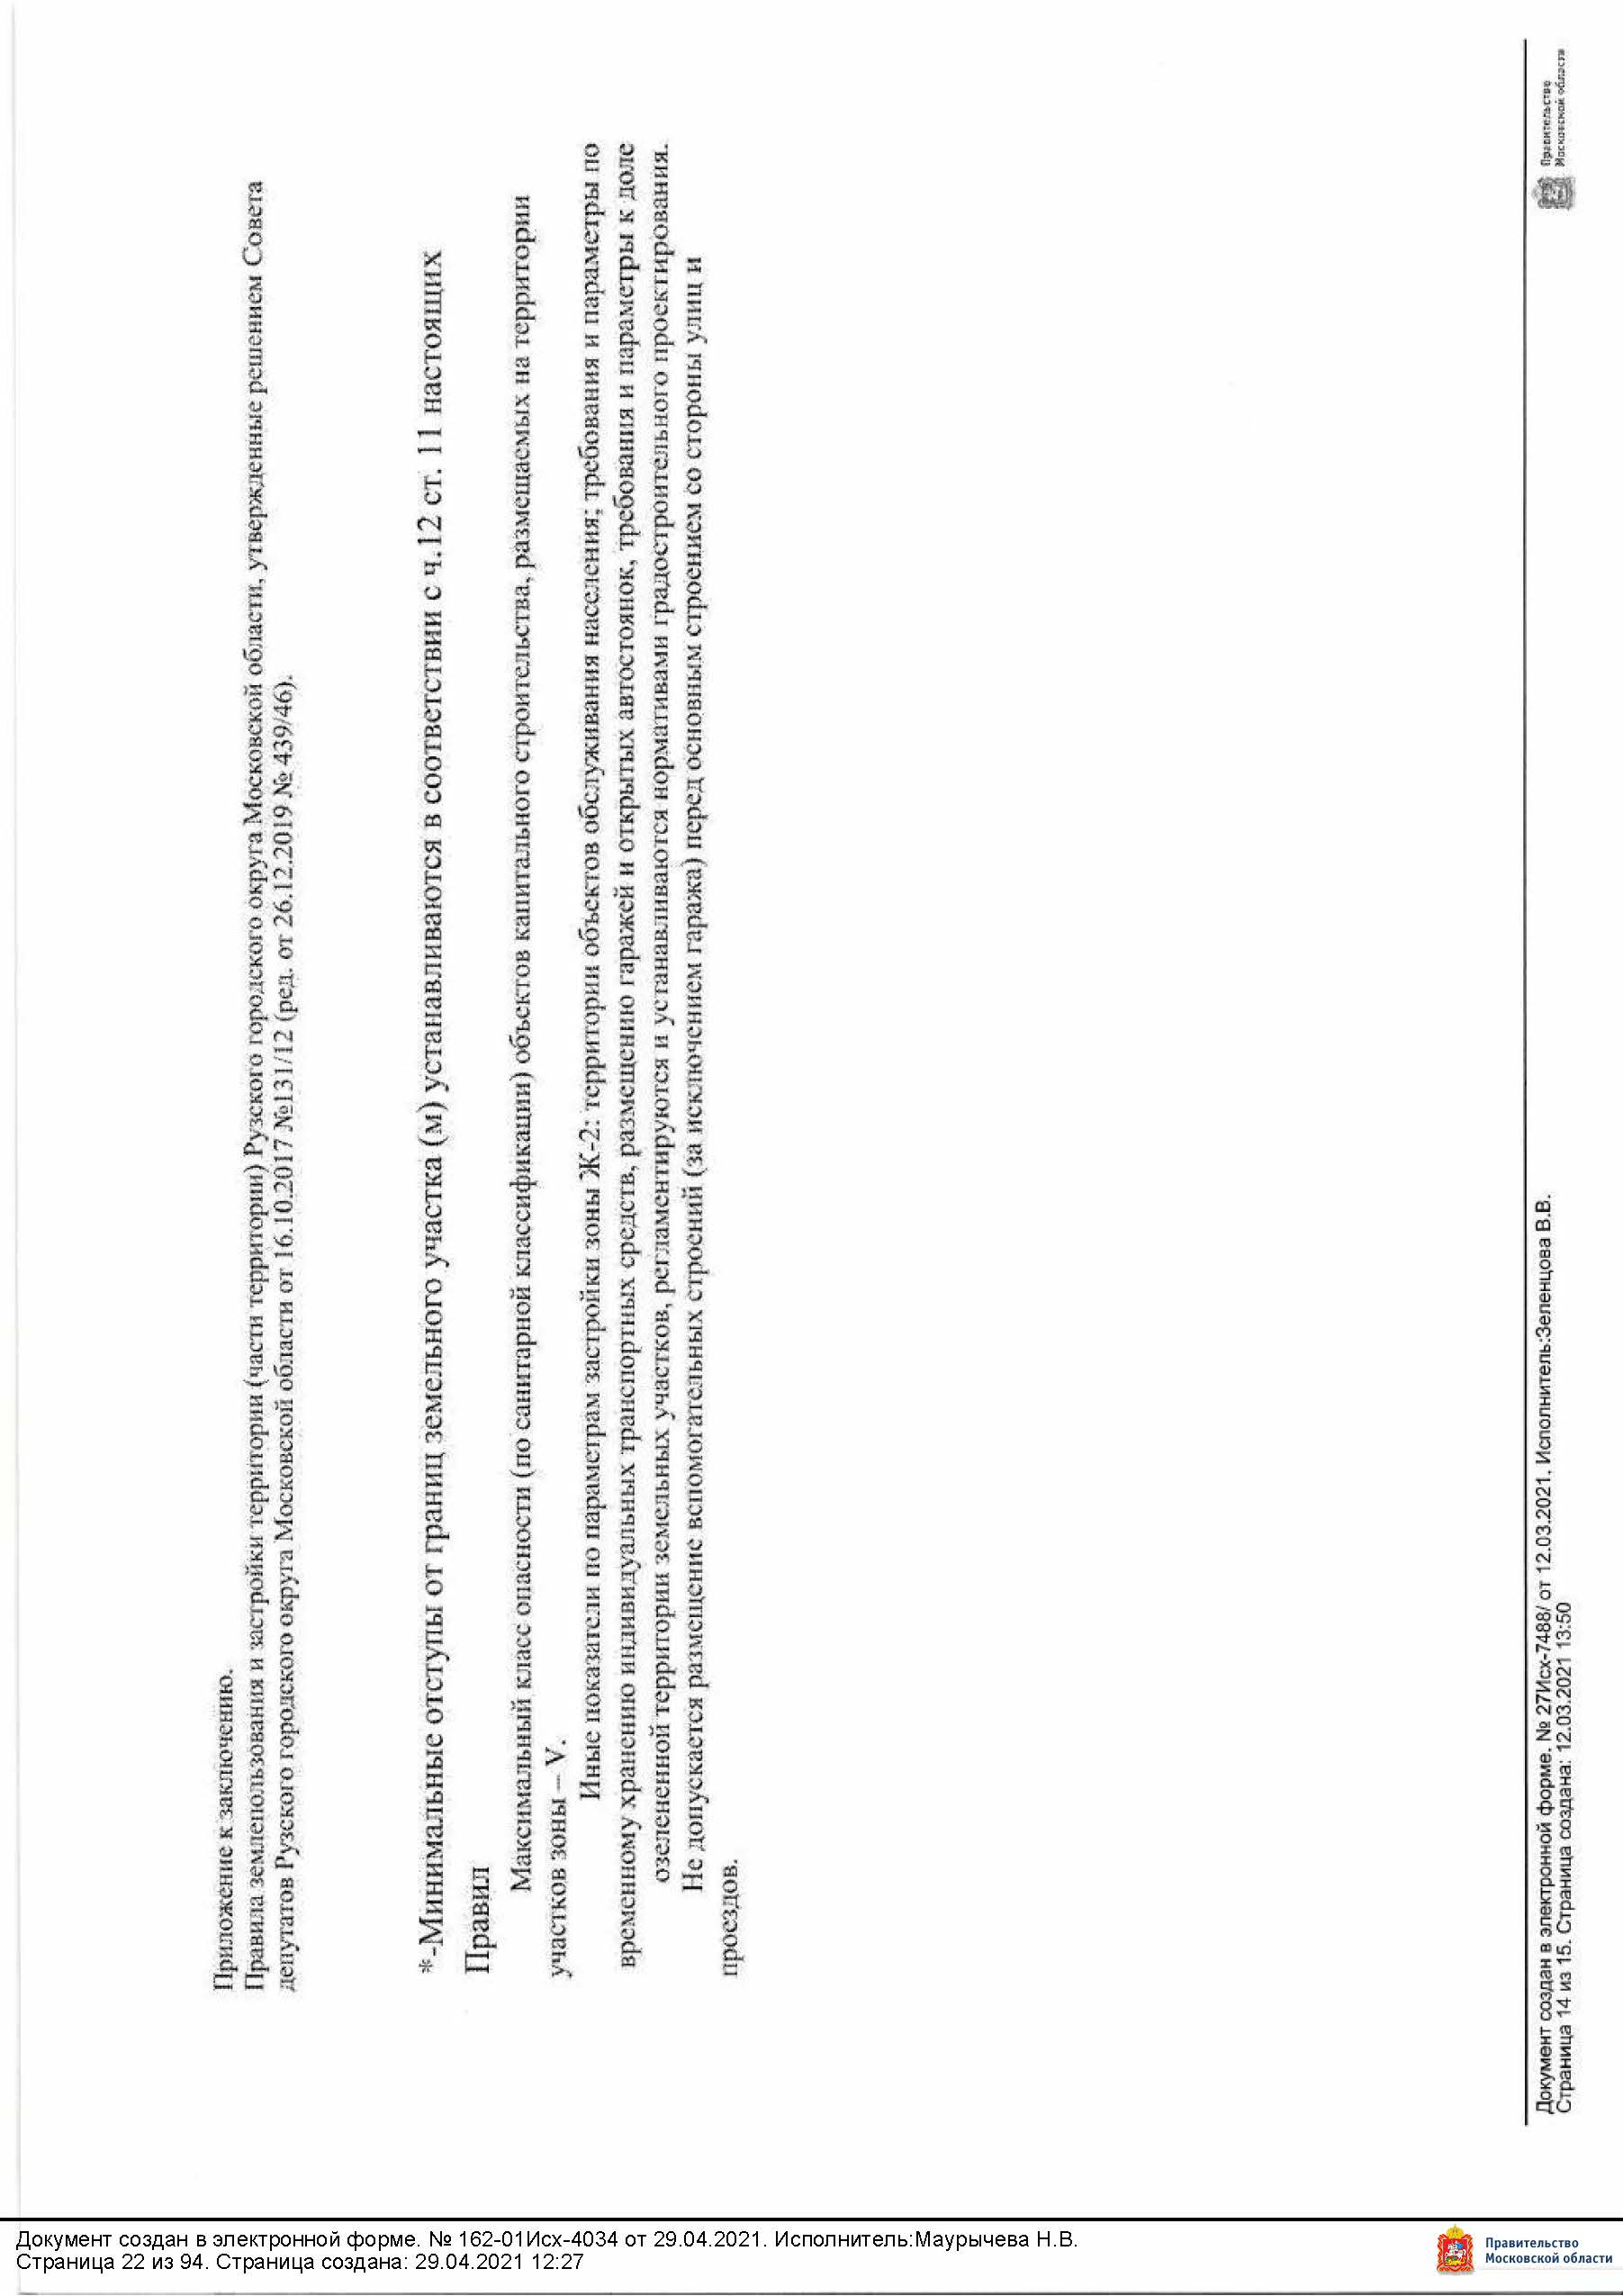 Приложение к заключению.
Правила землепользования и застройки территории (части территории) Рузского городского округа Московской области, утвержденные решением Совета
депутатов Рузского городского округа Московской области от 16.10.2017 №131/12 (ред. от 26.12.2019 № 439/46).
*-Минимальные отступы от границ земельного участка (м) устанавливаются в соответствии с ч.12 ст. 11 настоящих
Правил
Максимальный класс опасности (по санитарной классификации) объектов капитального строительства, размещаемых на территории
участков зоны – V.
Иные показатели по параметрам застройки зоны Ж-2: территории объектов обслуживания населения; требования и параметры по
временному хранению индивидуальных транспортных средств, размещению гаражей и открытых автостоянок, требования и параметры к доле
озелененной территории земельных участков, регламентируются и устанавливаются нормативами градостроительного проектирования.
Не допускается размещение вспомогательных строений (за исключением гаража) перед основным строением со стороны улиц и
проездов.
Документ создан в электронной форме. № 27Исх-7488/ от 12.03.2021. Исполнитель:Зеленцова В.В.
Страница 14 из 15. Страница создана: 12.03.2021 13:50
Правительство
Московской области
Документ создан в электронной форме. № 162-01Исх-4034 от 29.04.2021. Исполнитель:Маурычева Н.В.
Страница 22 из 94. Страница создана: 29.04.2021 12:27
Правительство
Московской области